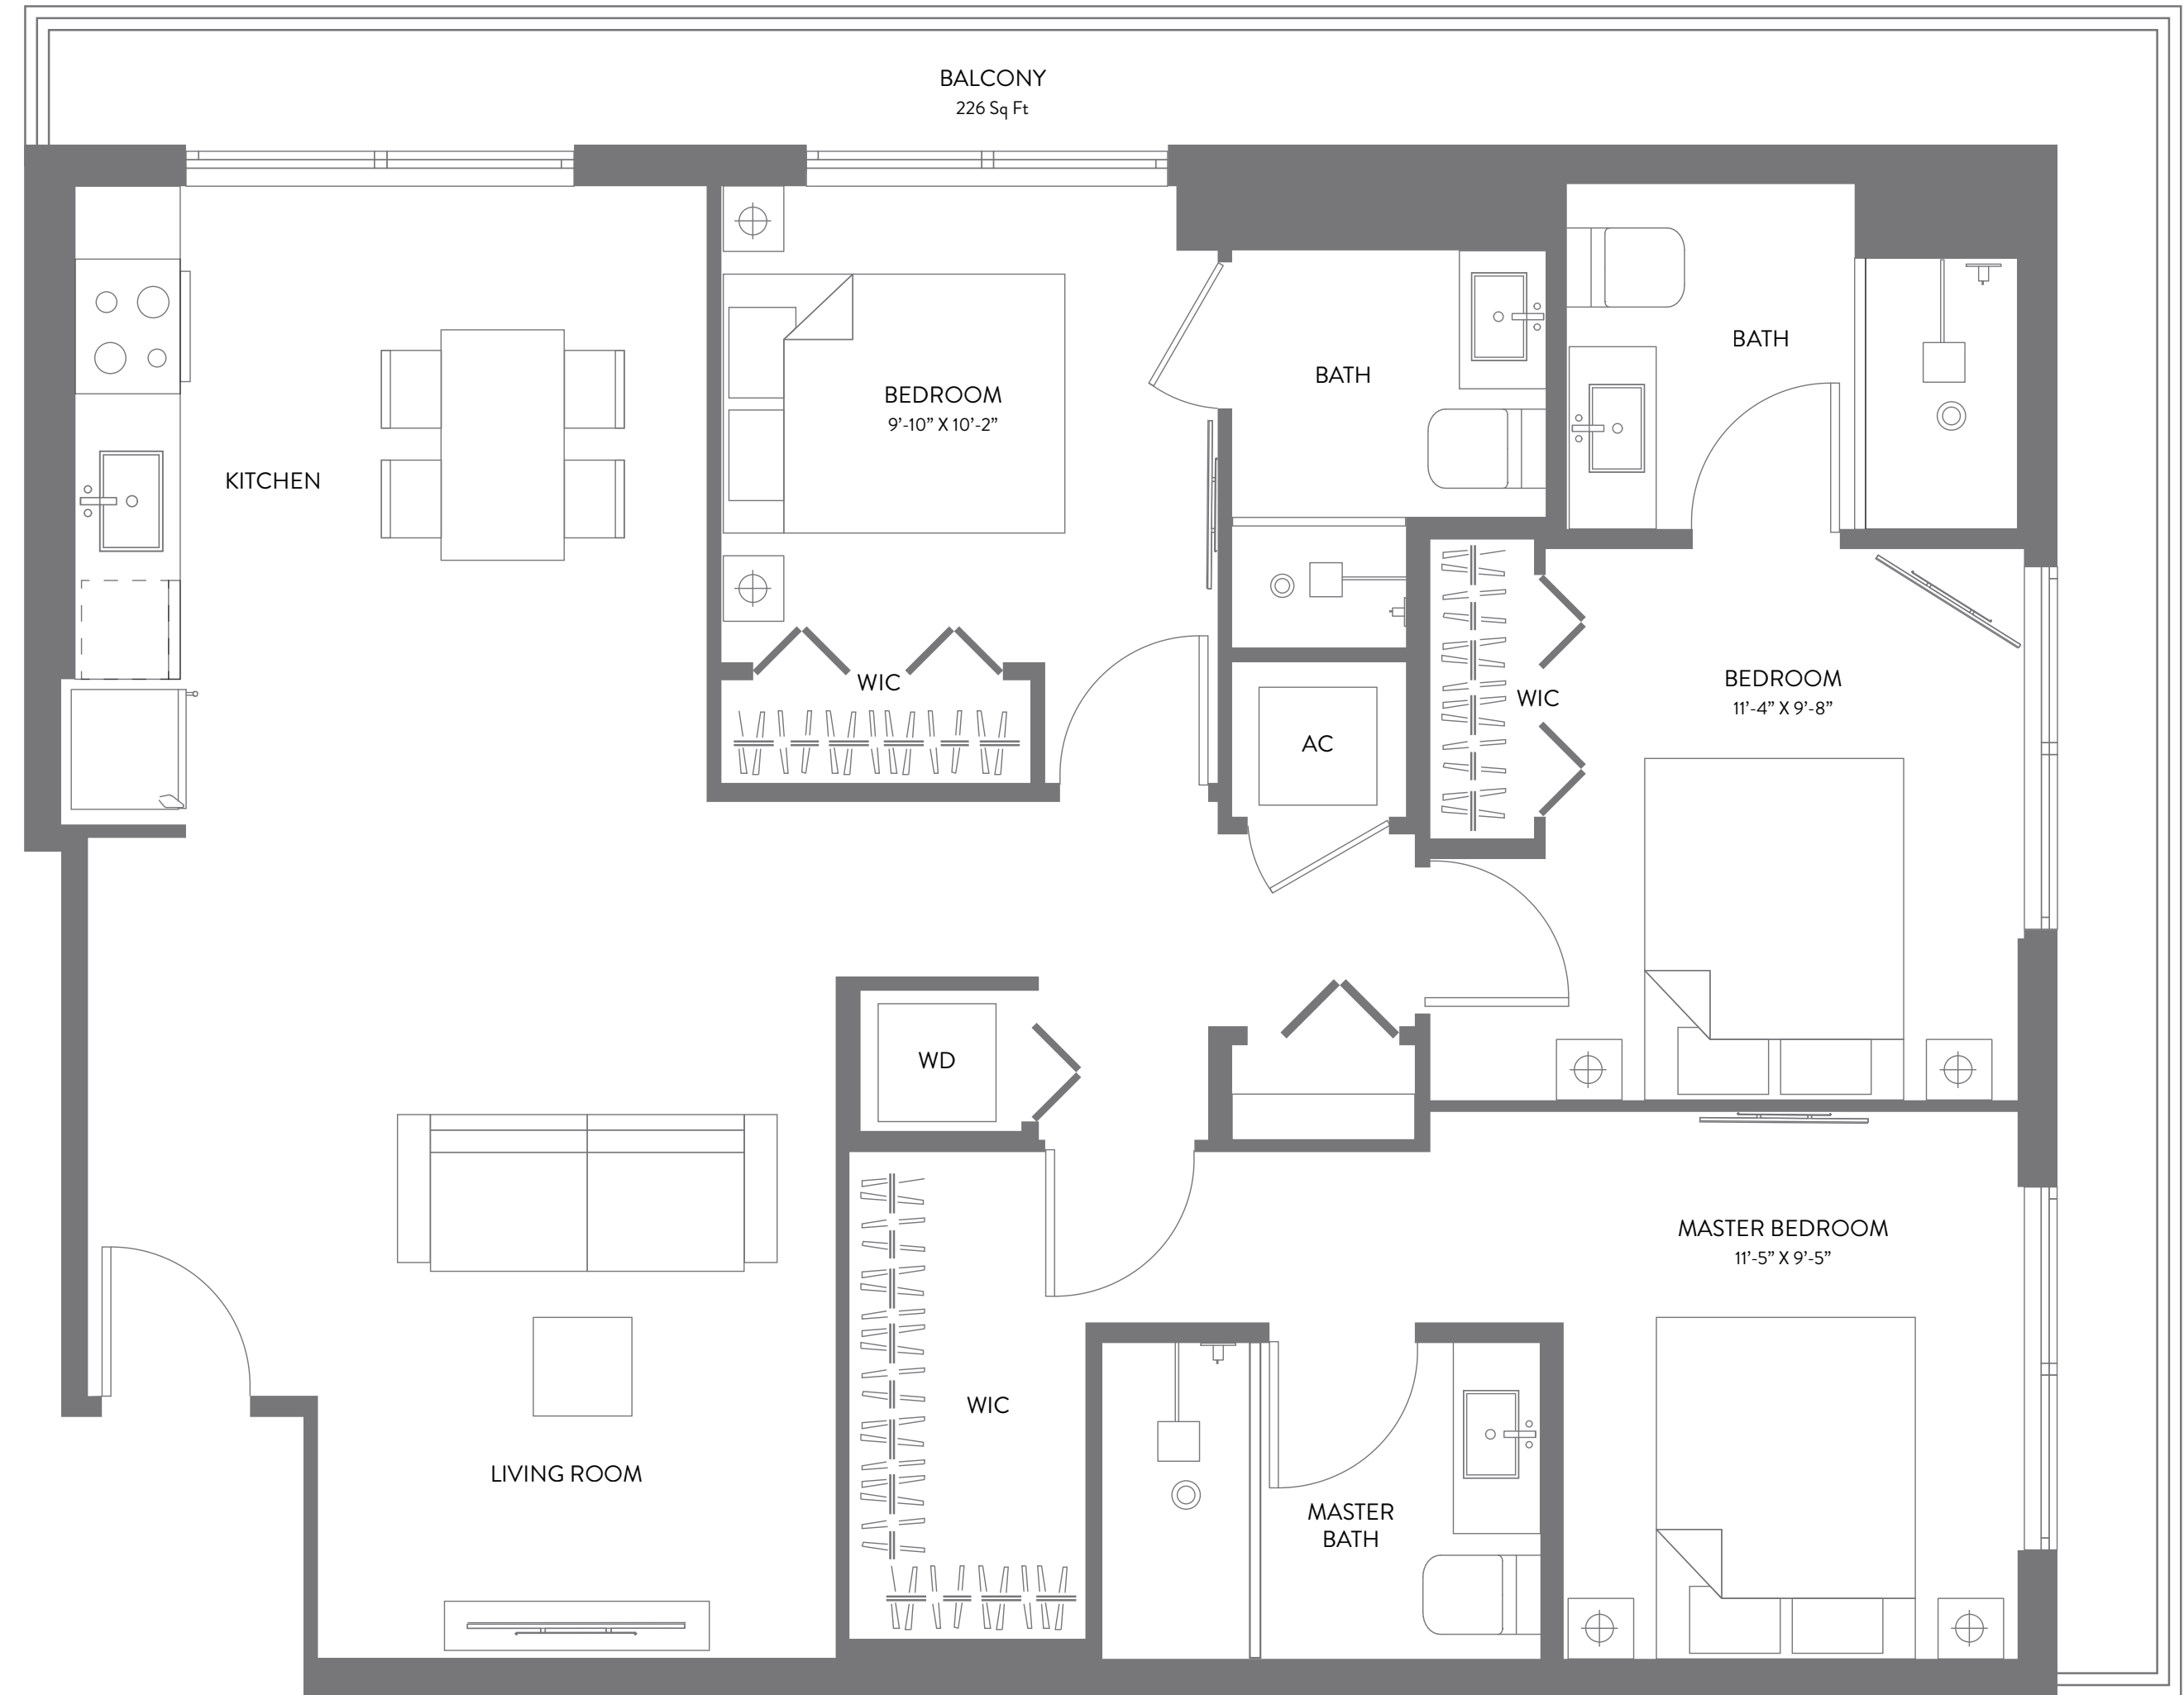 BALCONY
226 Sq Ft
BATH
BATH
BEDROOM
9’-10” X 10’-2”
KITCHEN
WIC
BEDROOM
11’-4” X 9’-8”
WIC
AC
WD
MASTER BEDROOM
11’-5” X 9’-5”
WIC
LIVING ROOM
MASTER
BATH